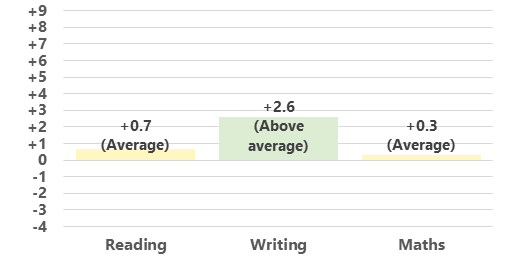 +9
+8
+7
+6
+5
+4
+3
+2
+1
0
-1
-2
-3
-4
+0.7
(Average)
+2.6
(Above
average)
+0.3
(Average)
Reading
Writing
Maths